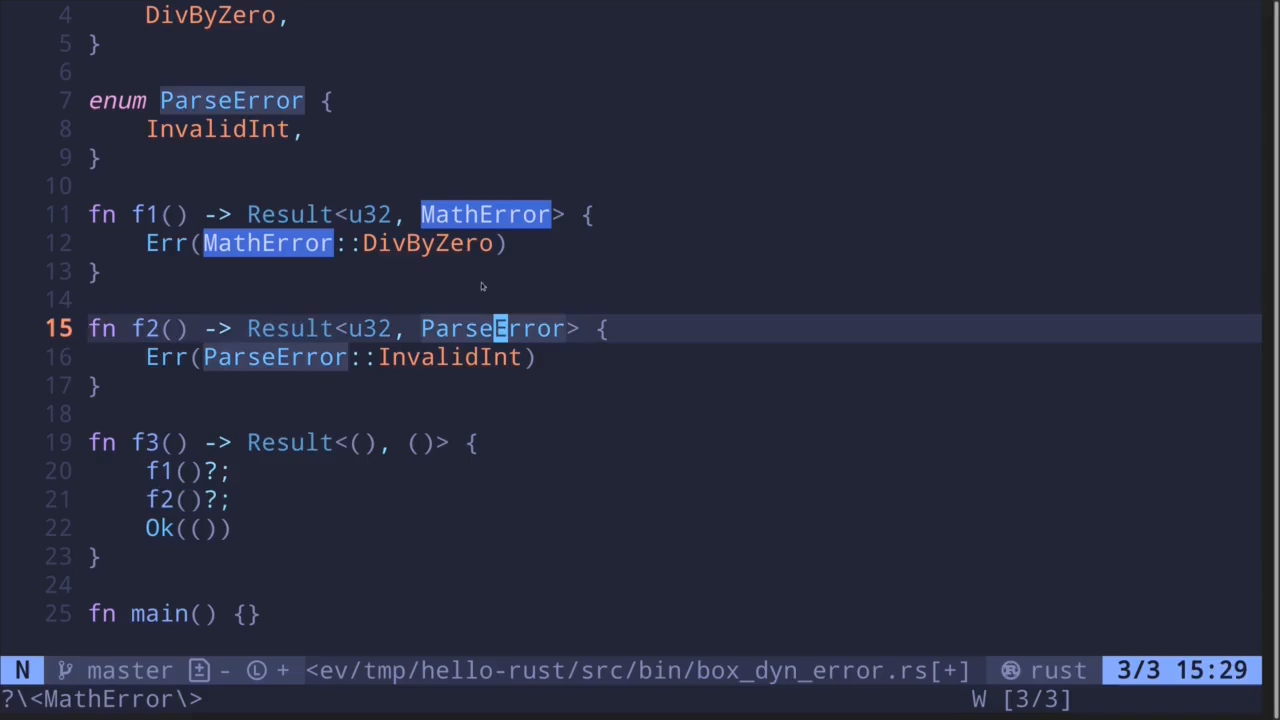 4 DivByZero,
5 }
6
7 enum ParseError {
8 InvalidInt,
9 }
10
11 fn f1() -> Result<u32, MathError> {
12 Err(MathError::DivByZero)
13 }
14
15 fn f2() -> Result<u32, ParseError> {
16 Err(ParseError::InvalidInt)
17 }
18
19 fn f3() -> Result<(), ()> {
20 f1()?;
21 f2()?;
22 Ok(())
23 }
24
25 fn main() {}
N master - L + <ev/tmp/hello-rust/src/bin/box_dyn_error.rs[+] rust 3/3 15:29
?\<MathError\> W [3/3]